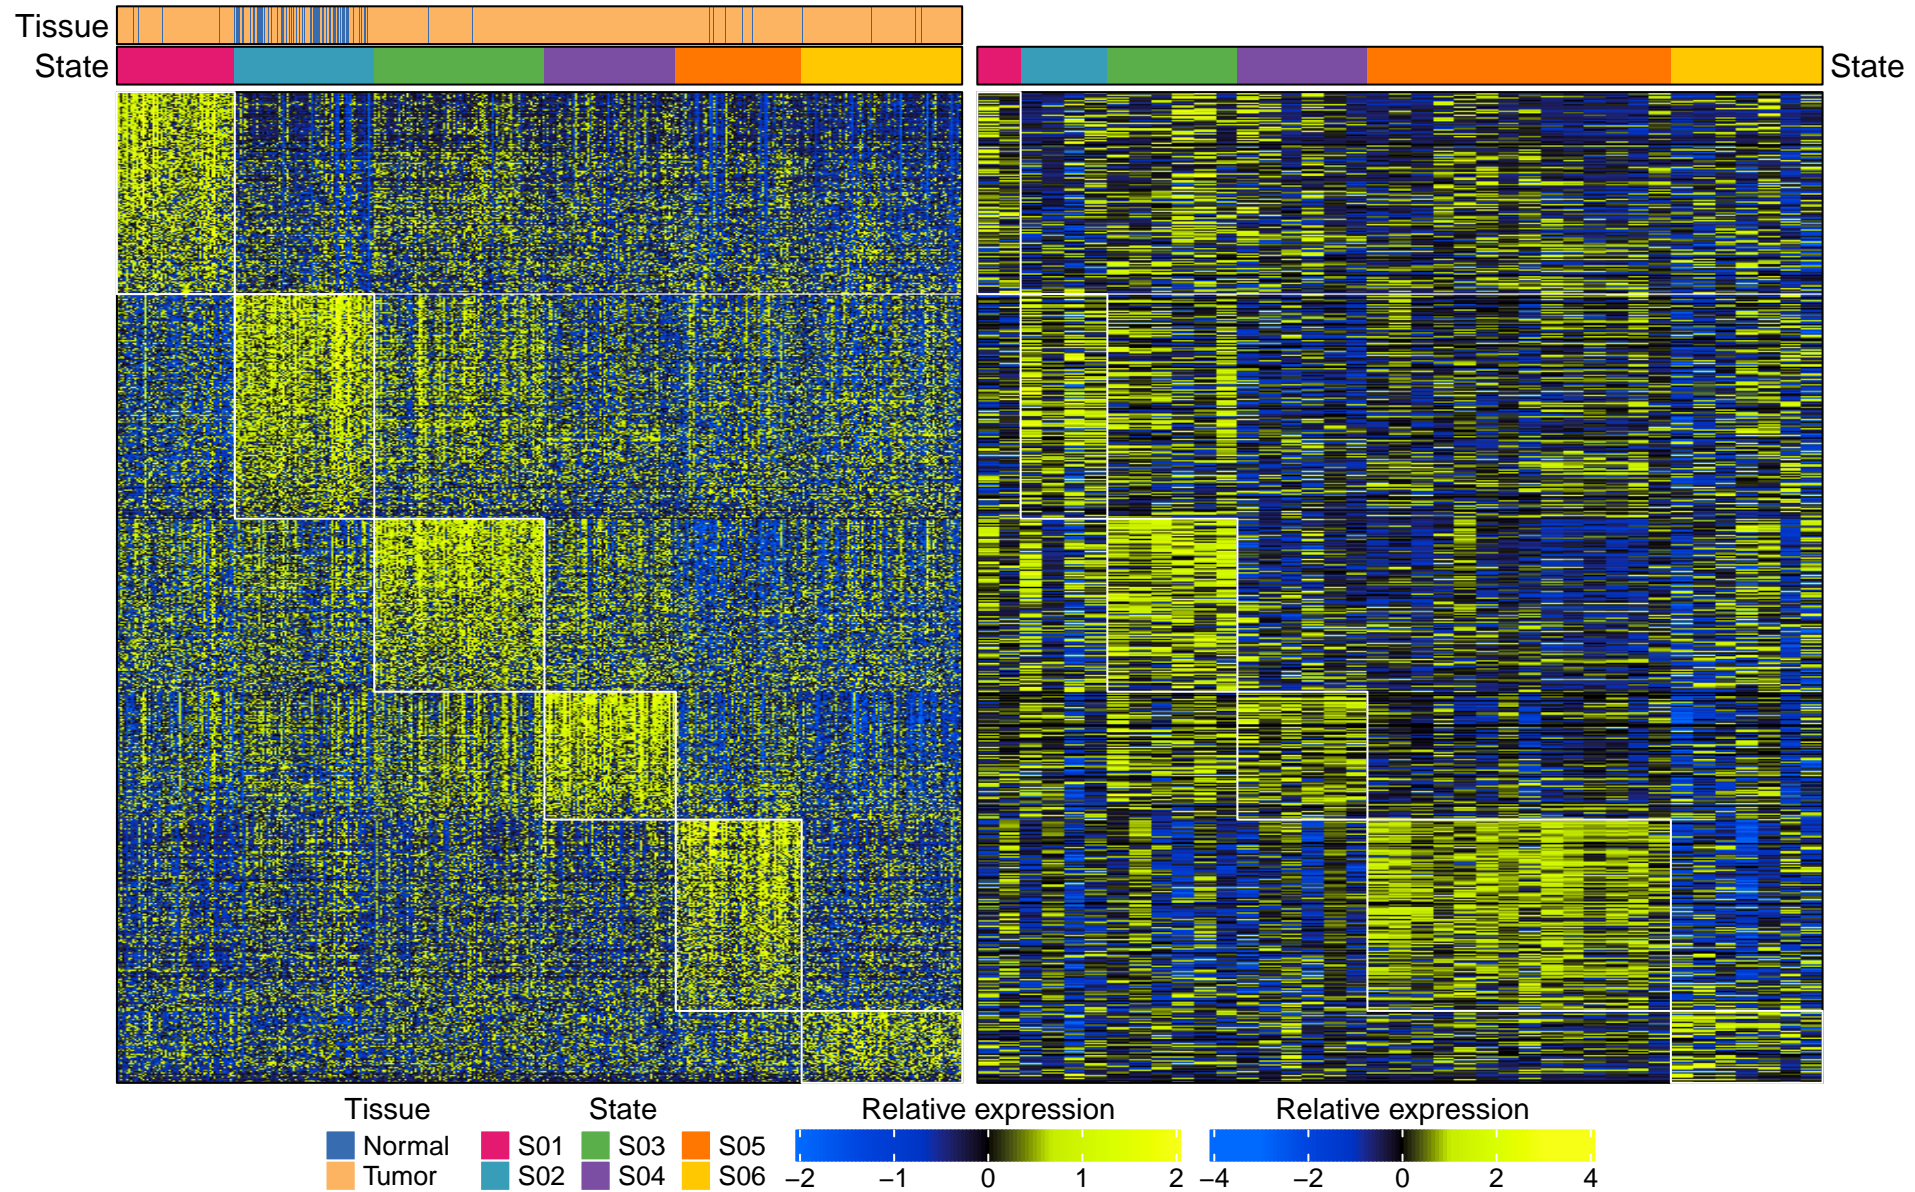 Tissue
State
State
Tissue State Relative expression Relative expression
Normal S01 S03 S05
Tumor S02 S04 S06
−2 −1 0 1 2 −4 −2 0 2 4